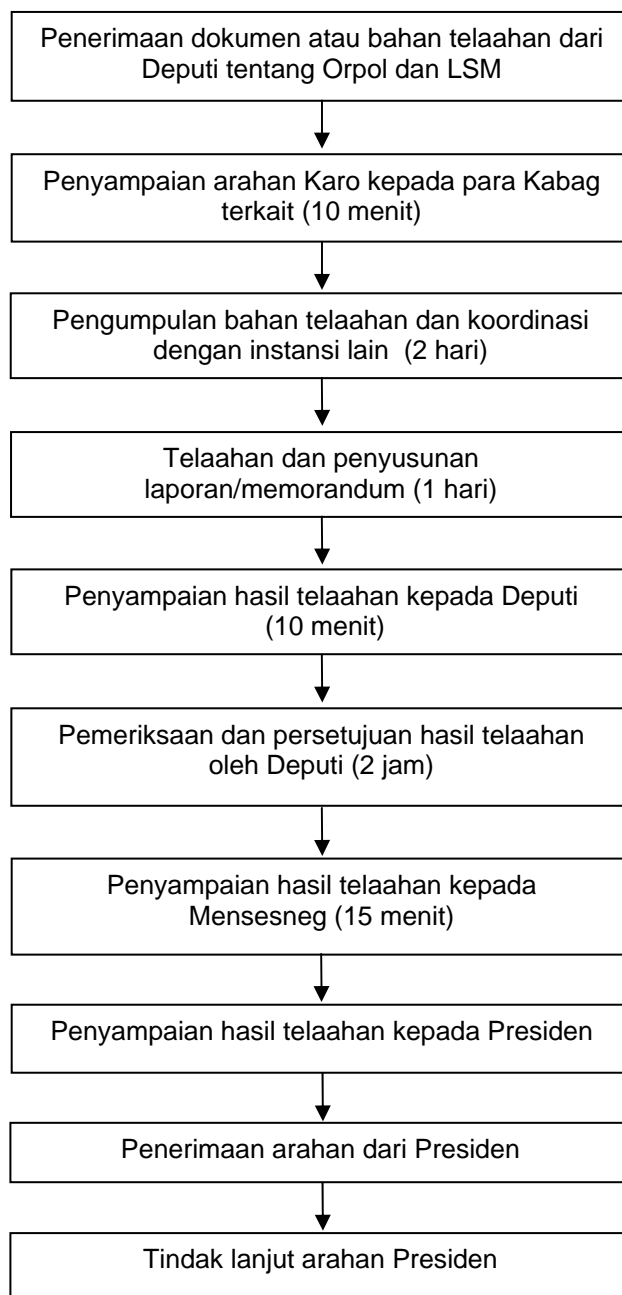 Penerimaan dokumen atau bahan telaahan dari
Deputi tentang Orpol dan LSM
Penyampaian arahan Karo kepada para Kabag
terkait (10 menit)
Pengumpulan bahan telaahan dan koordinasi
dengan instansi lain  (2 hari)
Telaahan dan penyusunan
laporan/memorandum (1 hari)
Penyampaian hasil telaahan kepada Deputi
(10 menit)
Pemeriksaan dan persetujuan hasil telaahan
oleh Deputi (2 jam)
Penyampaian hasil telaahan kepada
Mensesneg (15 menit)
Penyampaian hasil telaahan kepada Presiden
Penerimaan arahan dari Presiden
Tindak lanjut arahan Presiden